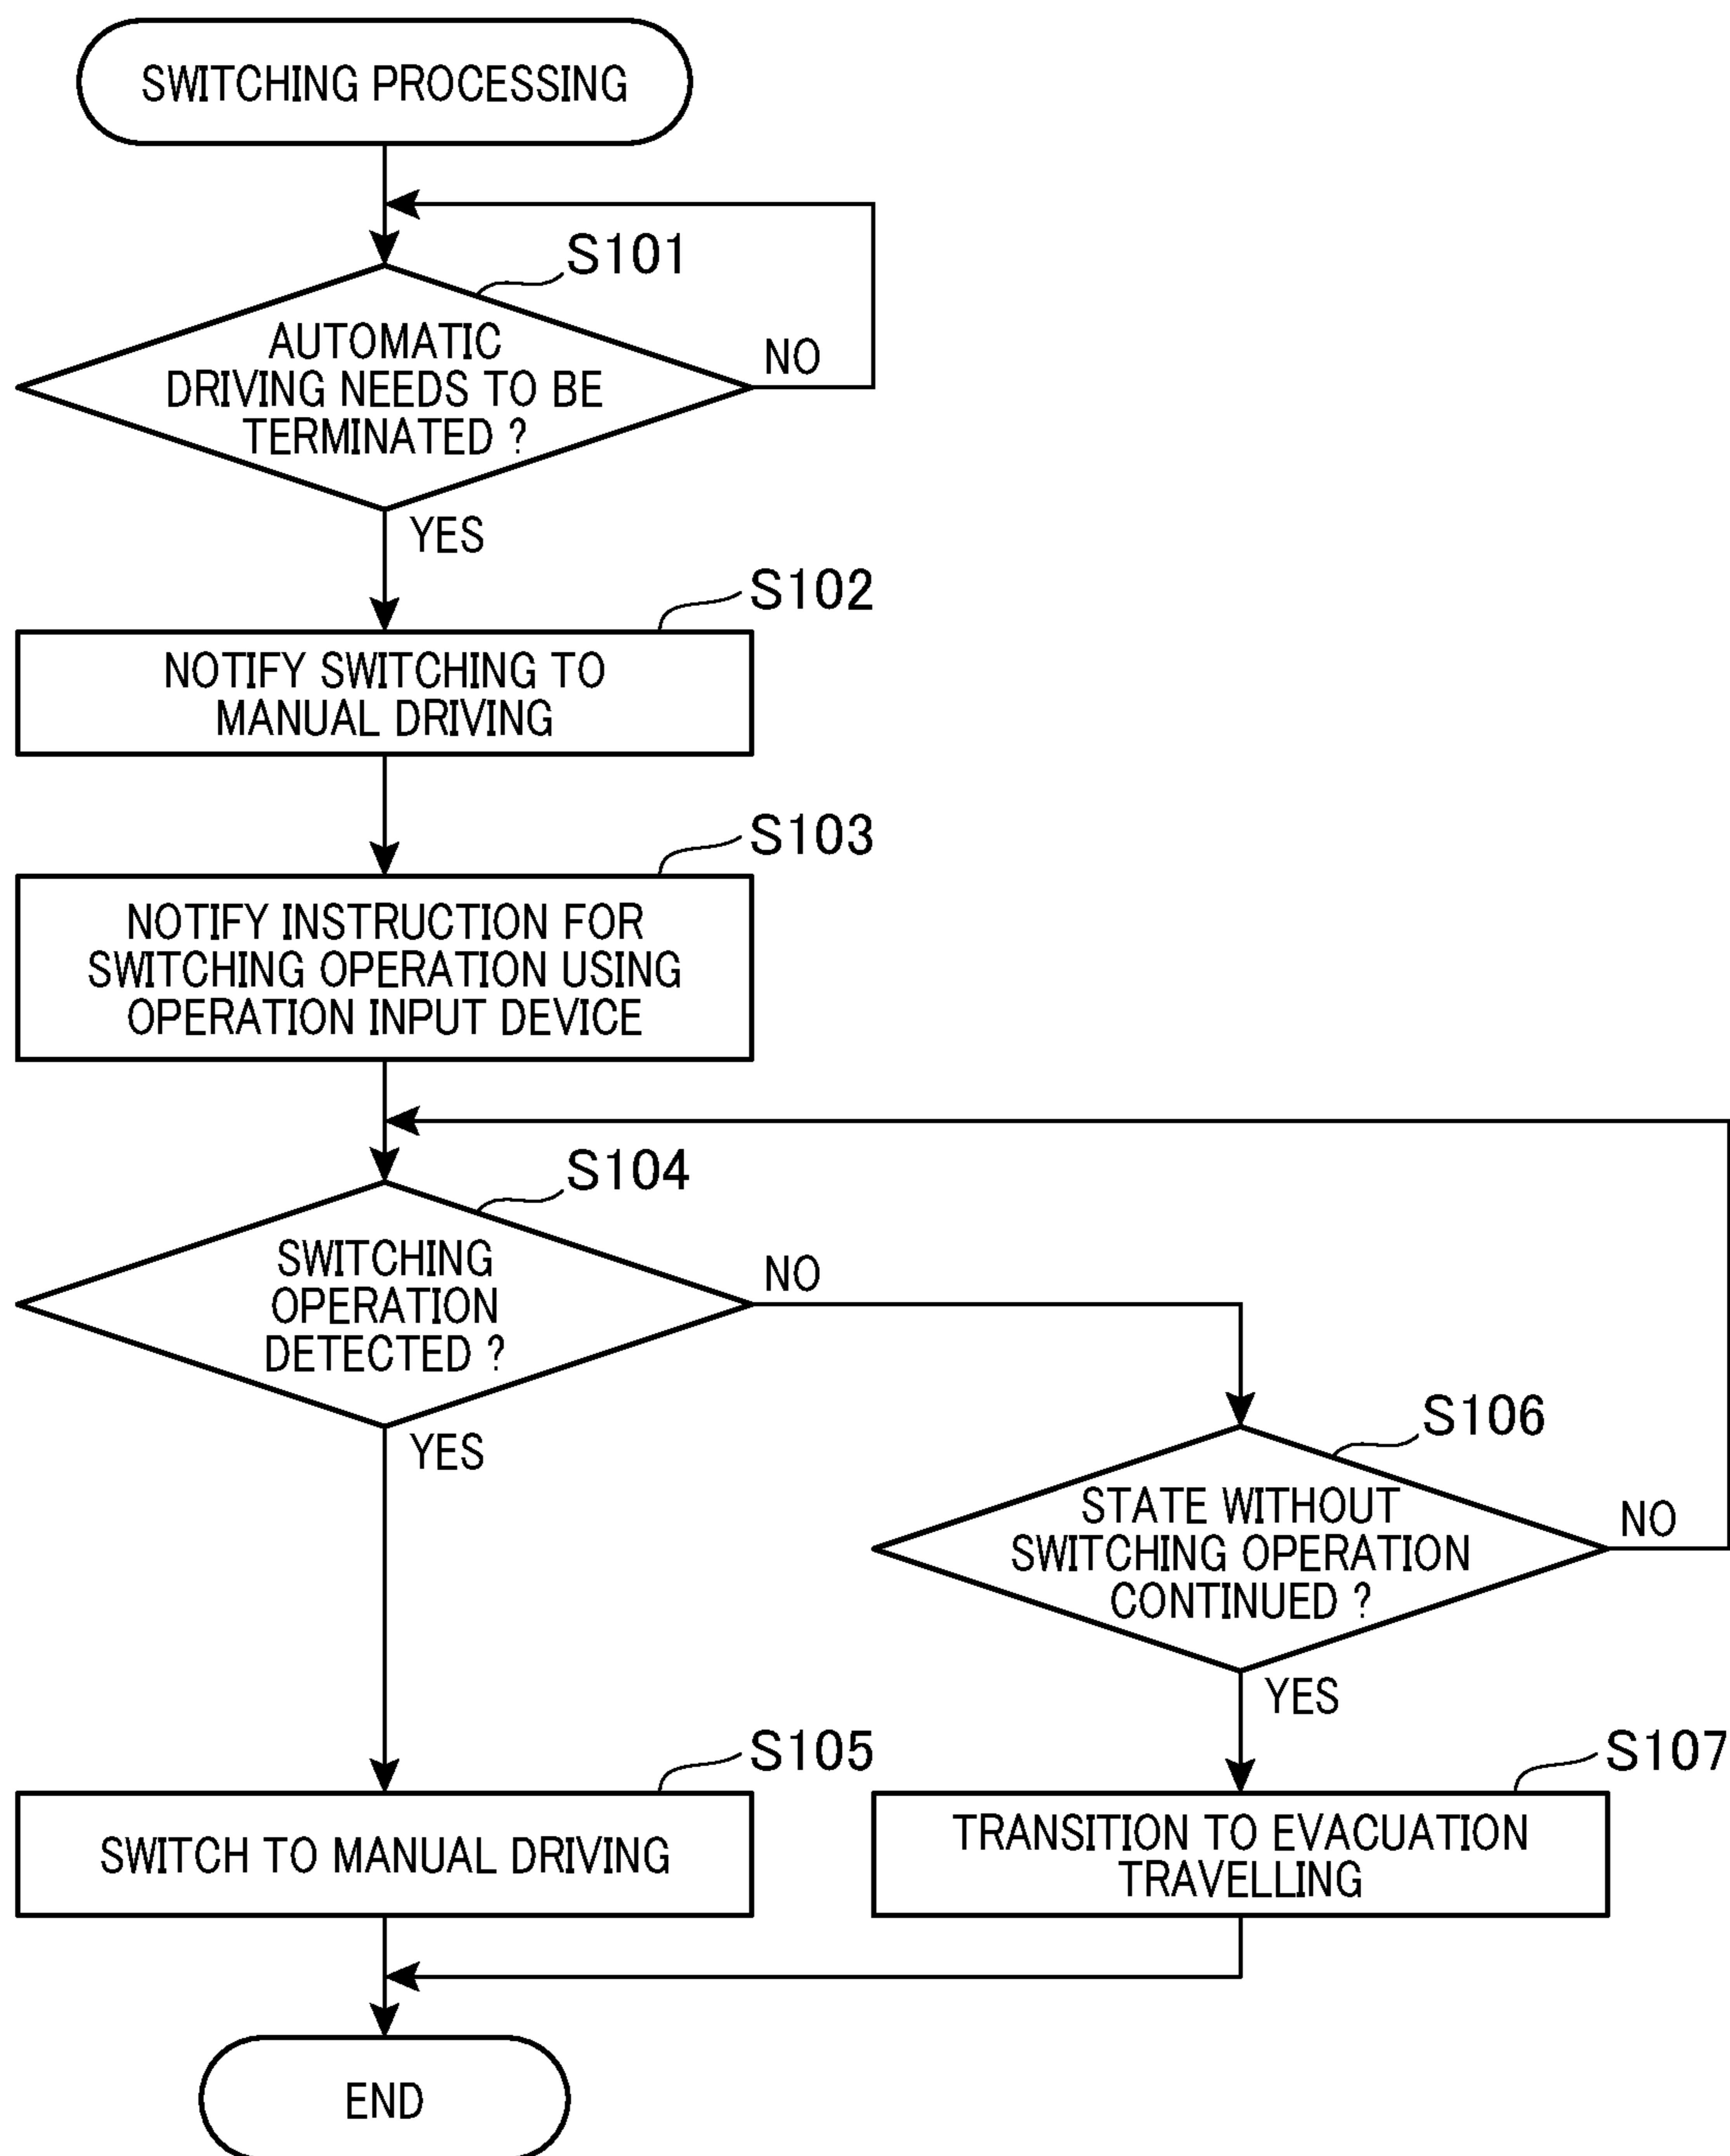 SWITCHING PROCESSING
S101
AUTOMATIC
DRIVING NEEDS TO BE
TERMINATED ?
NO
YES
S102
NOTIFY SWITCHING TO
MANUAL DRIVING
S103
NOTIFY INSTRUCTION FOR
SWITCHING OPERATION USING
OPERATION INPUT DEVICE
S104
SWITCHING
OPERATION
DETECTED ?
NO
YES
S106
STATE WITHOUT
SWITCHING OPERATION
CONTINUED ?
NO
YES
S105
SWITCH TO MANUAL DRIVING
S107
TRANSITION TO EVACUATION
TRAVELLING
END